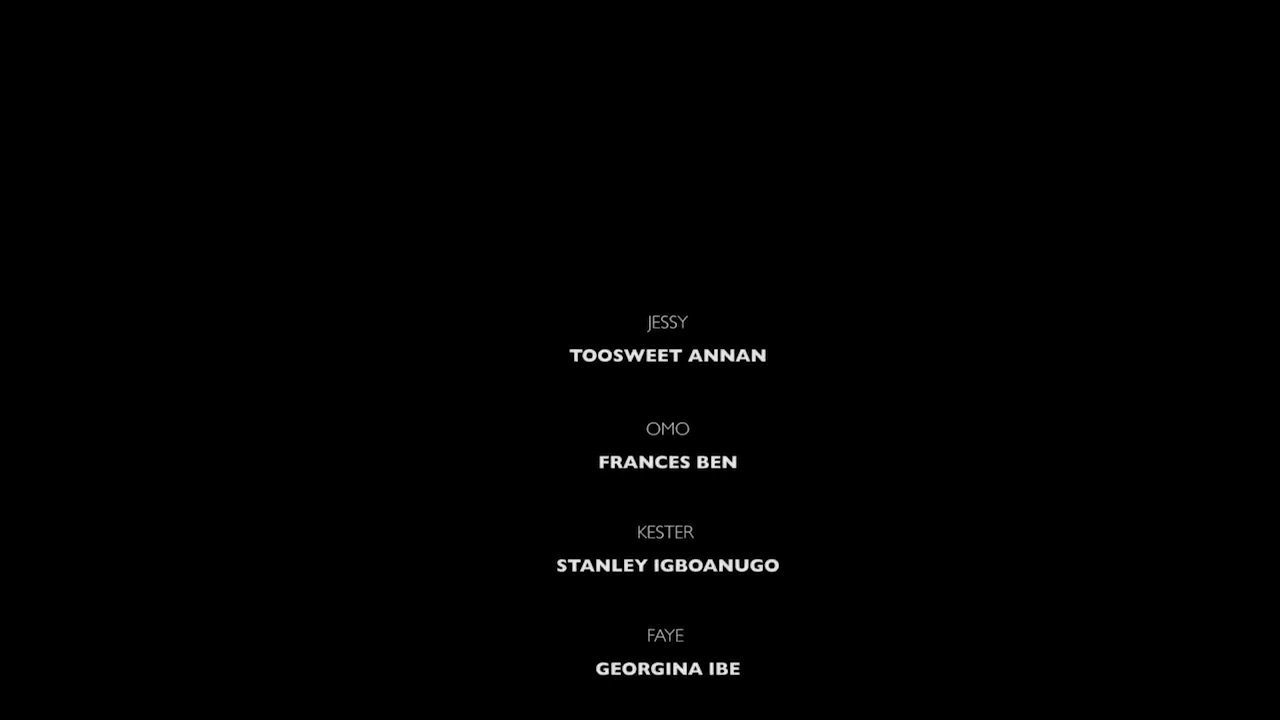 JESSY
TOOSWEET ANNAN
OMO
FRANCES BEN
KESTER
STANLEY IGBOANUGO
FAYE
GEORGINA IBE